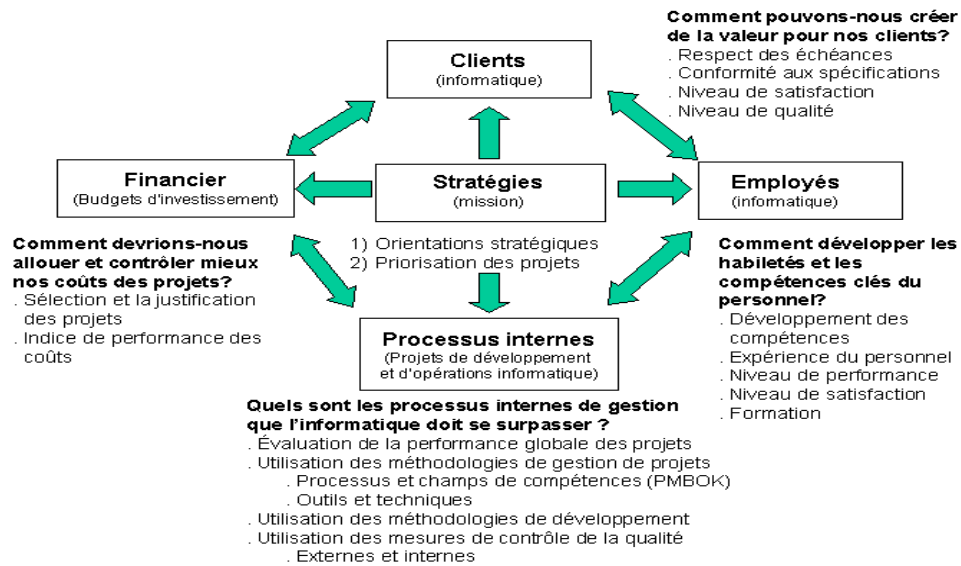 Comment pouvons-nous créer
de la valeur pour nos clients?
. Respect des échéances
. Conformité aux spécifications
. Niveau de satisfaction
. Niveau de qualité
Clients
(informatique)
Financier
(Budgets d'investissement)
Stratégies
(mission)
Employés
(informatique)
Comment devrions-nous
allouer et contrôler mieux
nos coûts des projets?
. Sélection et la justification
des projets
. Indice de performance des
coûts
1) Orientations stratégiques
2) Priorisation des projets
Comment développer les
habiletés et les
compétences clés du
personnel?
. Développement des
compétences
. Expérience du personnel
. Niveau de performance
. Niveau de satisfaction
. Formation
Processus internes
(Projets de développement
et d'opérations informatique)
Quels sont les processus internes de gestion
que l'informatique doit se surpasser ?
. Évaluation de la performance globale des projets
. Utilisation des méthodologies de gestion de projets
. Processus et champs de compétences (PMBOK)
. Outils et techniques
. Utilisation des méthodologies de développement
. Utilisation des mesures de contrôle de la qualité
. Externes et internes